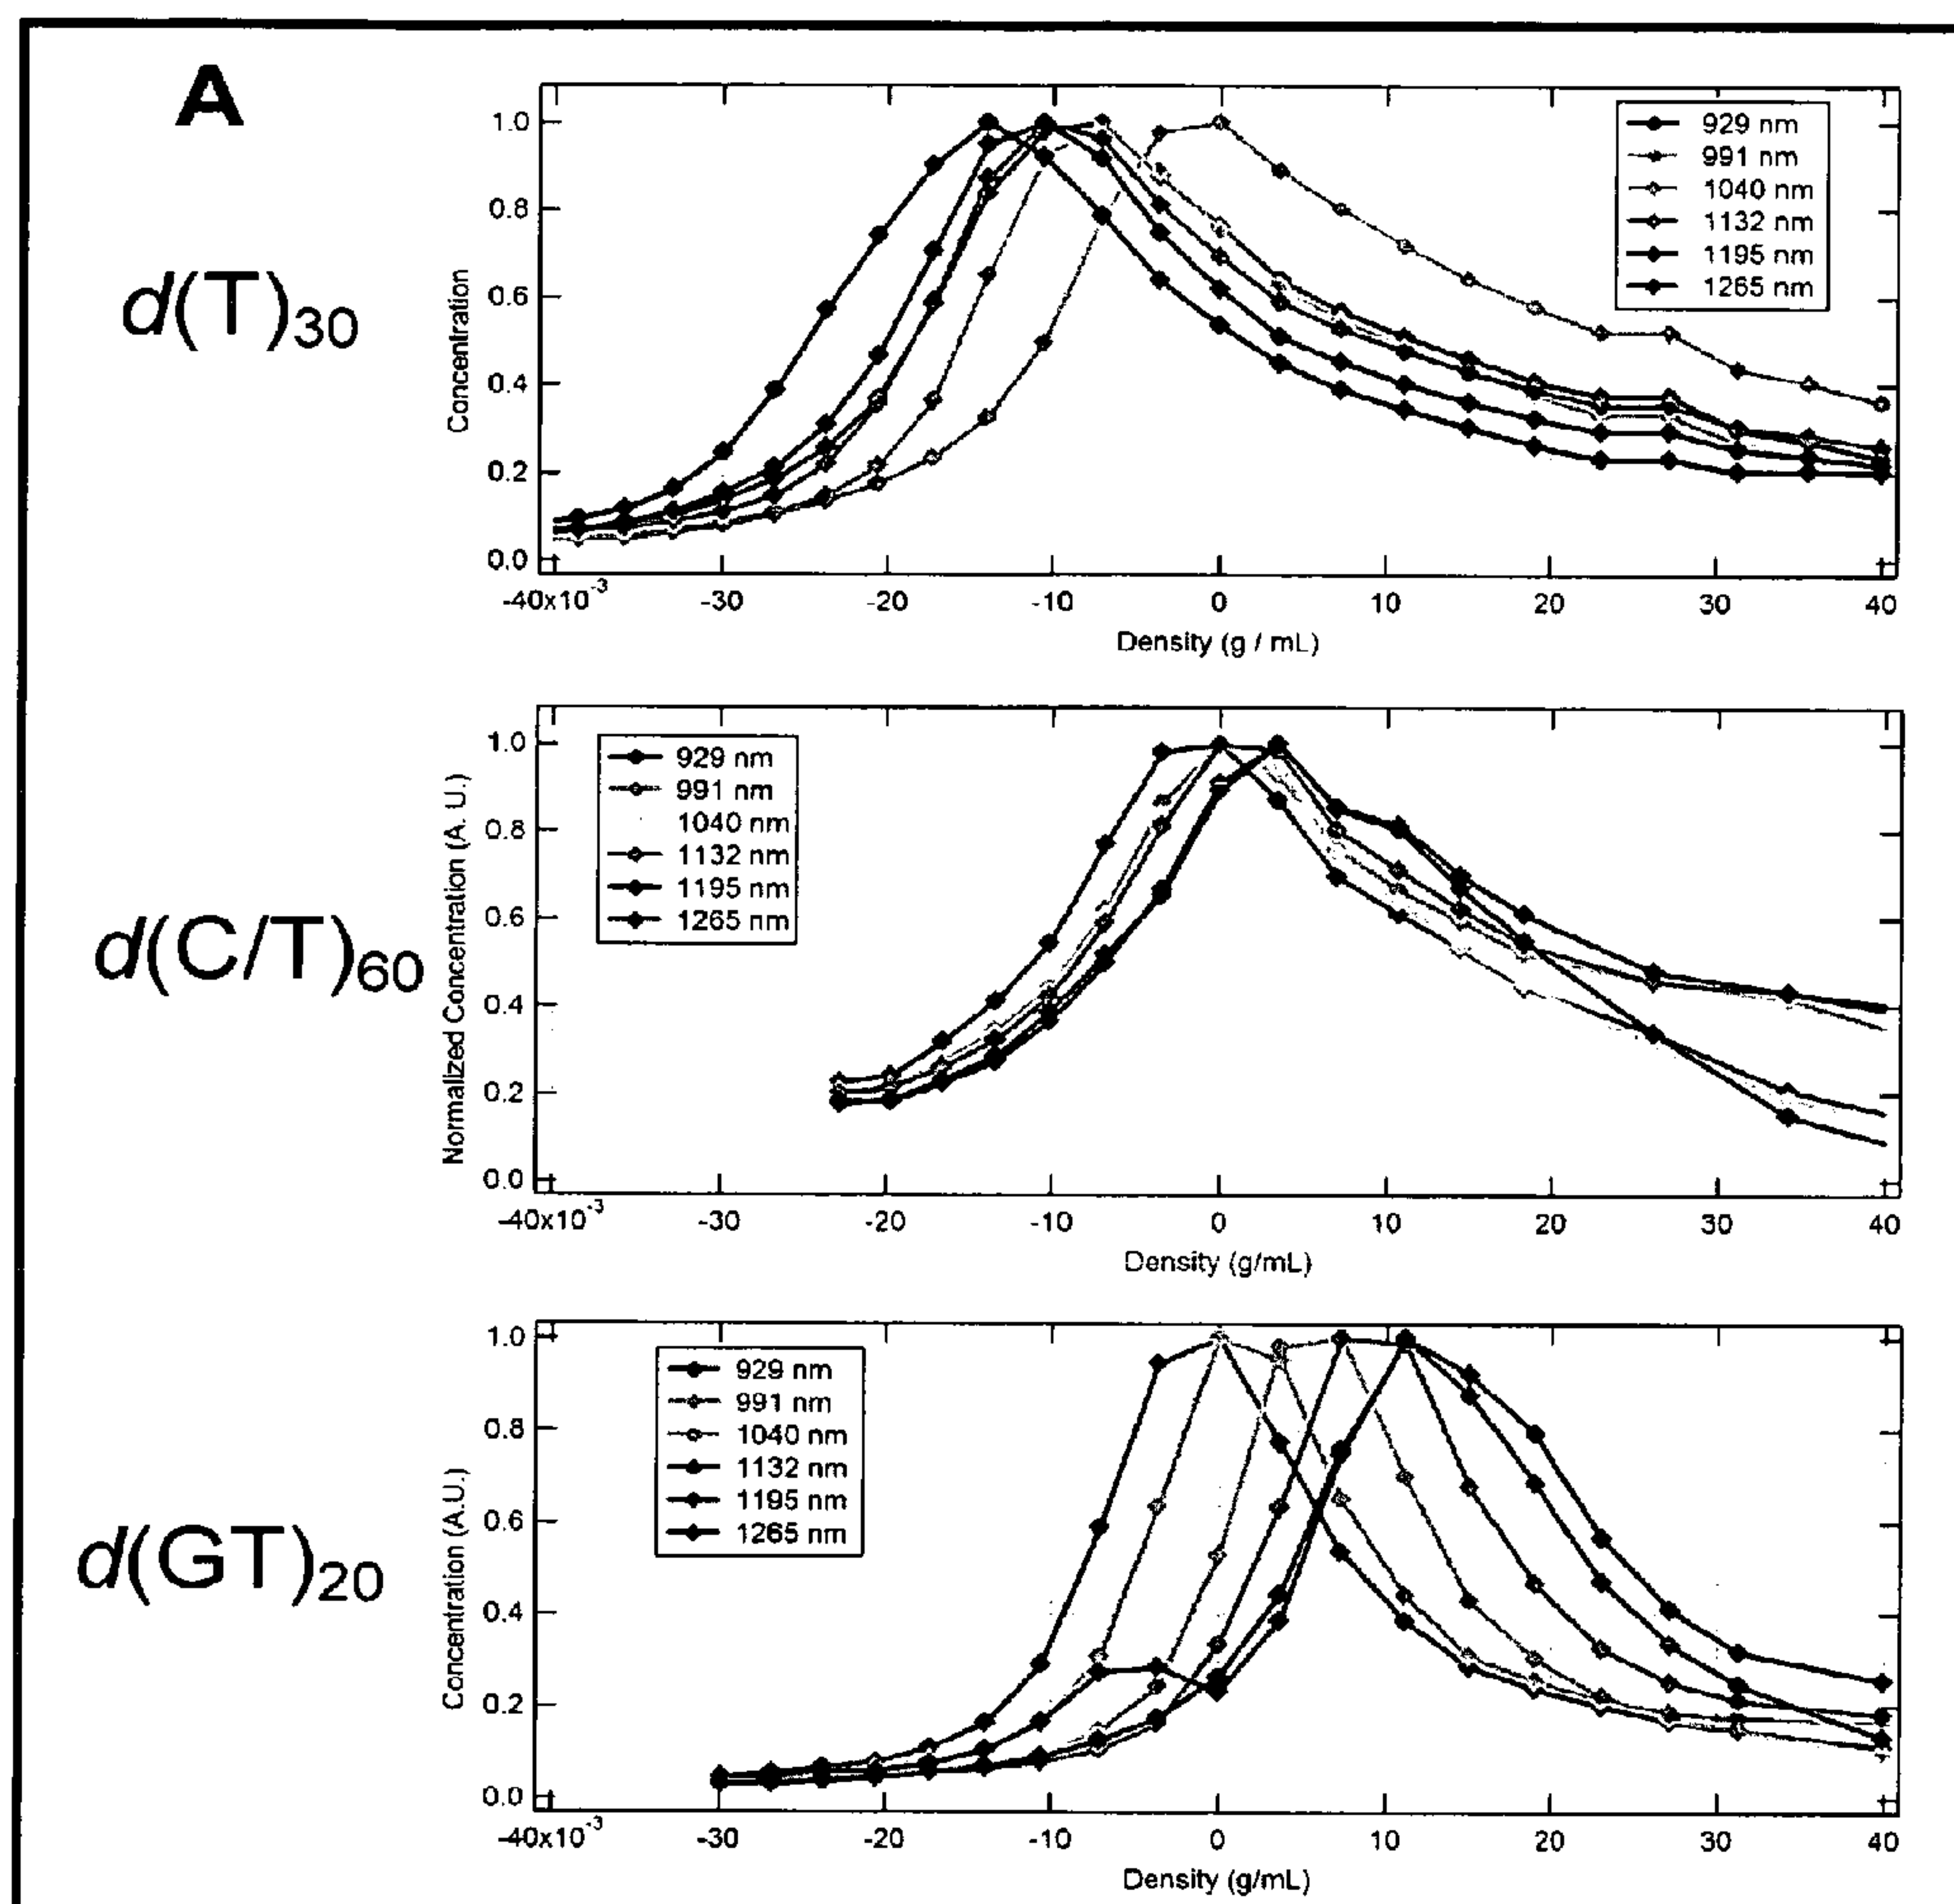 A
d(T)30
Concentration
1.0
0.8
0.6
0.4
0.2
0.0
929 nm
991 nm
1040 nm
1132 nm
1195 nm
1265 nm
-40x10-3 -30 -20 -10 0 10 20 30 40
Density (g / mL)
d(C/T)60
Normalized Concentration (A. U.)
1.0
0.8
0.6
0.4
0.2
0.0
929 nm
991 nm
1040 nm
1132 nm
1195 nm
1265 nm
-40x10-3 -30 -20 -10 0 10 20 30 40
Density (g/mL)
d(GT)20
Concentration (A.U.)
1.0
0.8
0.6
0.4
0.2
0.0
929 nm
991 nm
1040 nm
1132 nm
1195 nm
1265 nm
-40x10-3 -30 -20 -10 0 10 20 30 40
Density (g/mL)